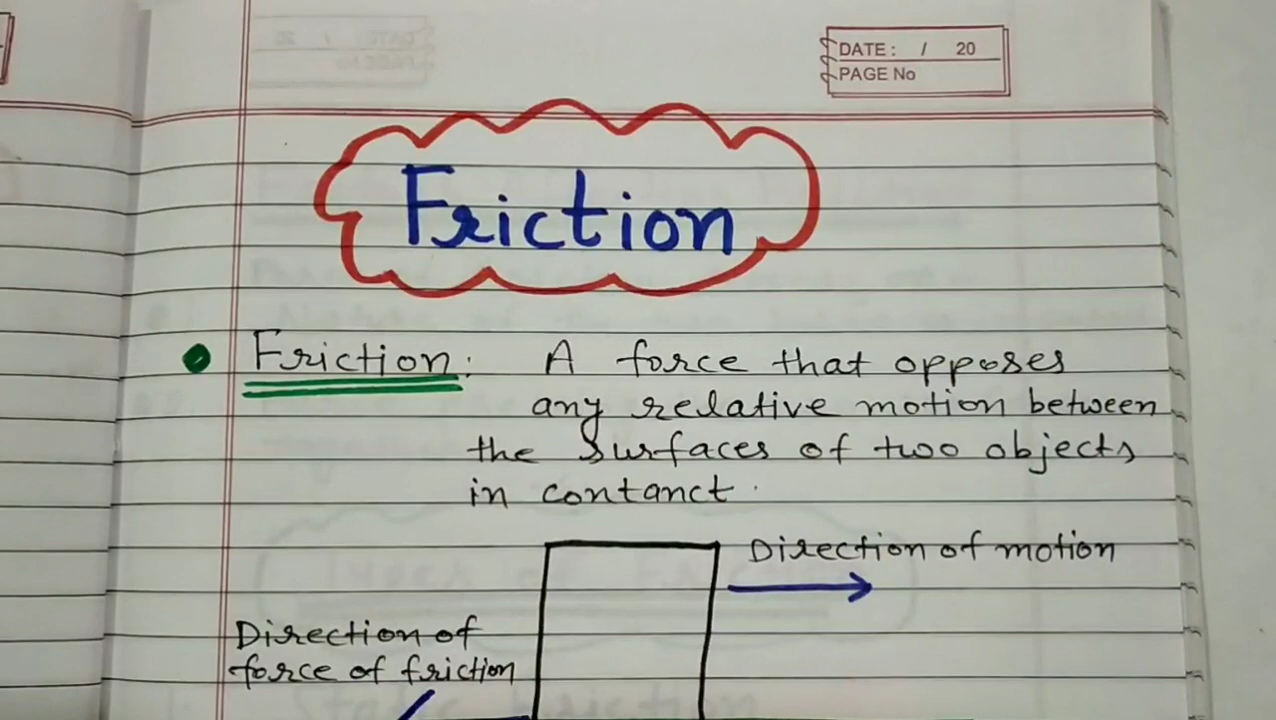 DATE: / 20
PAGE No
Friction
Friction: A force that opposes
any relative motion between
the surfaces of two objects
in contanct.
Direction of motion
Direction of
force of friction